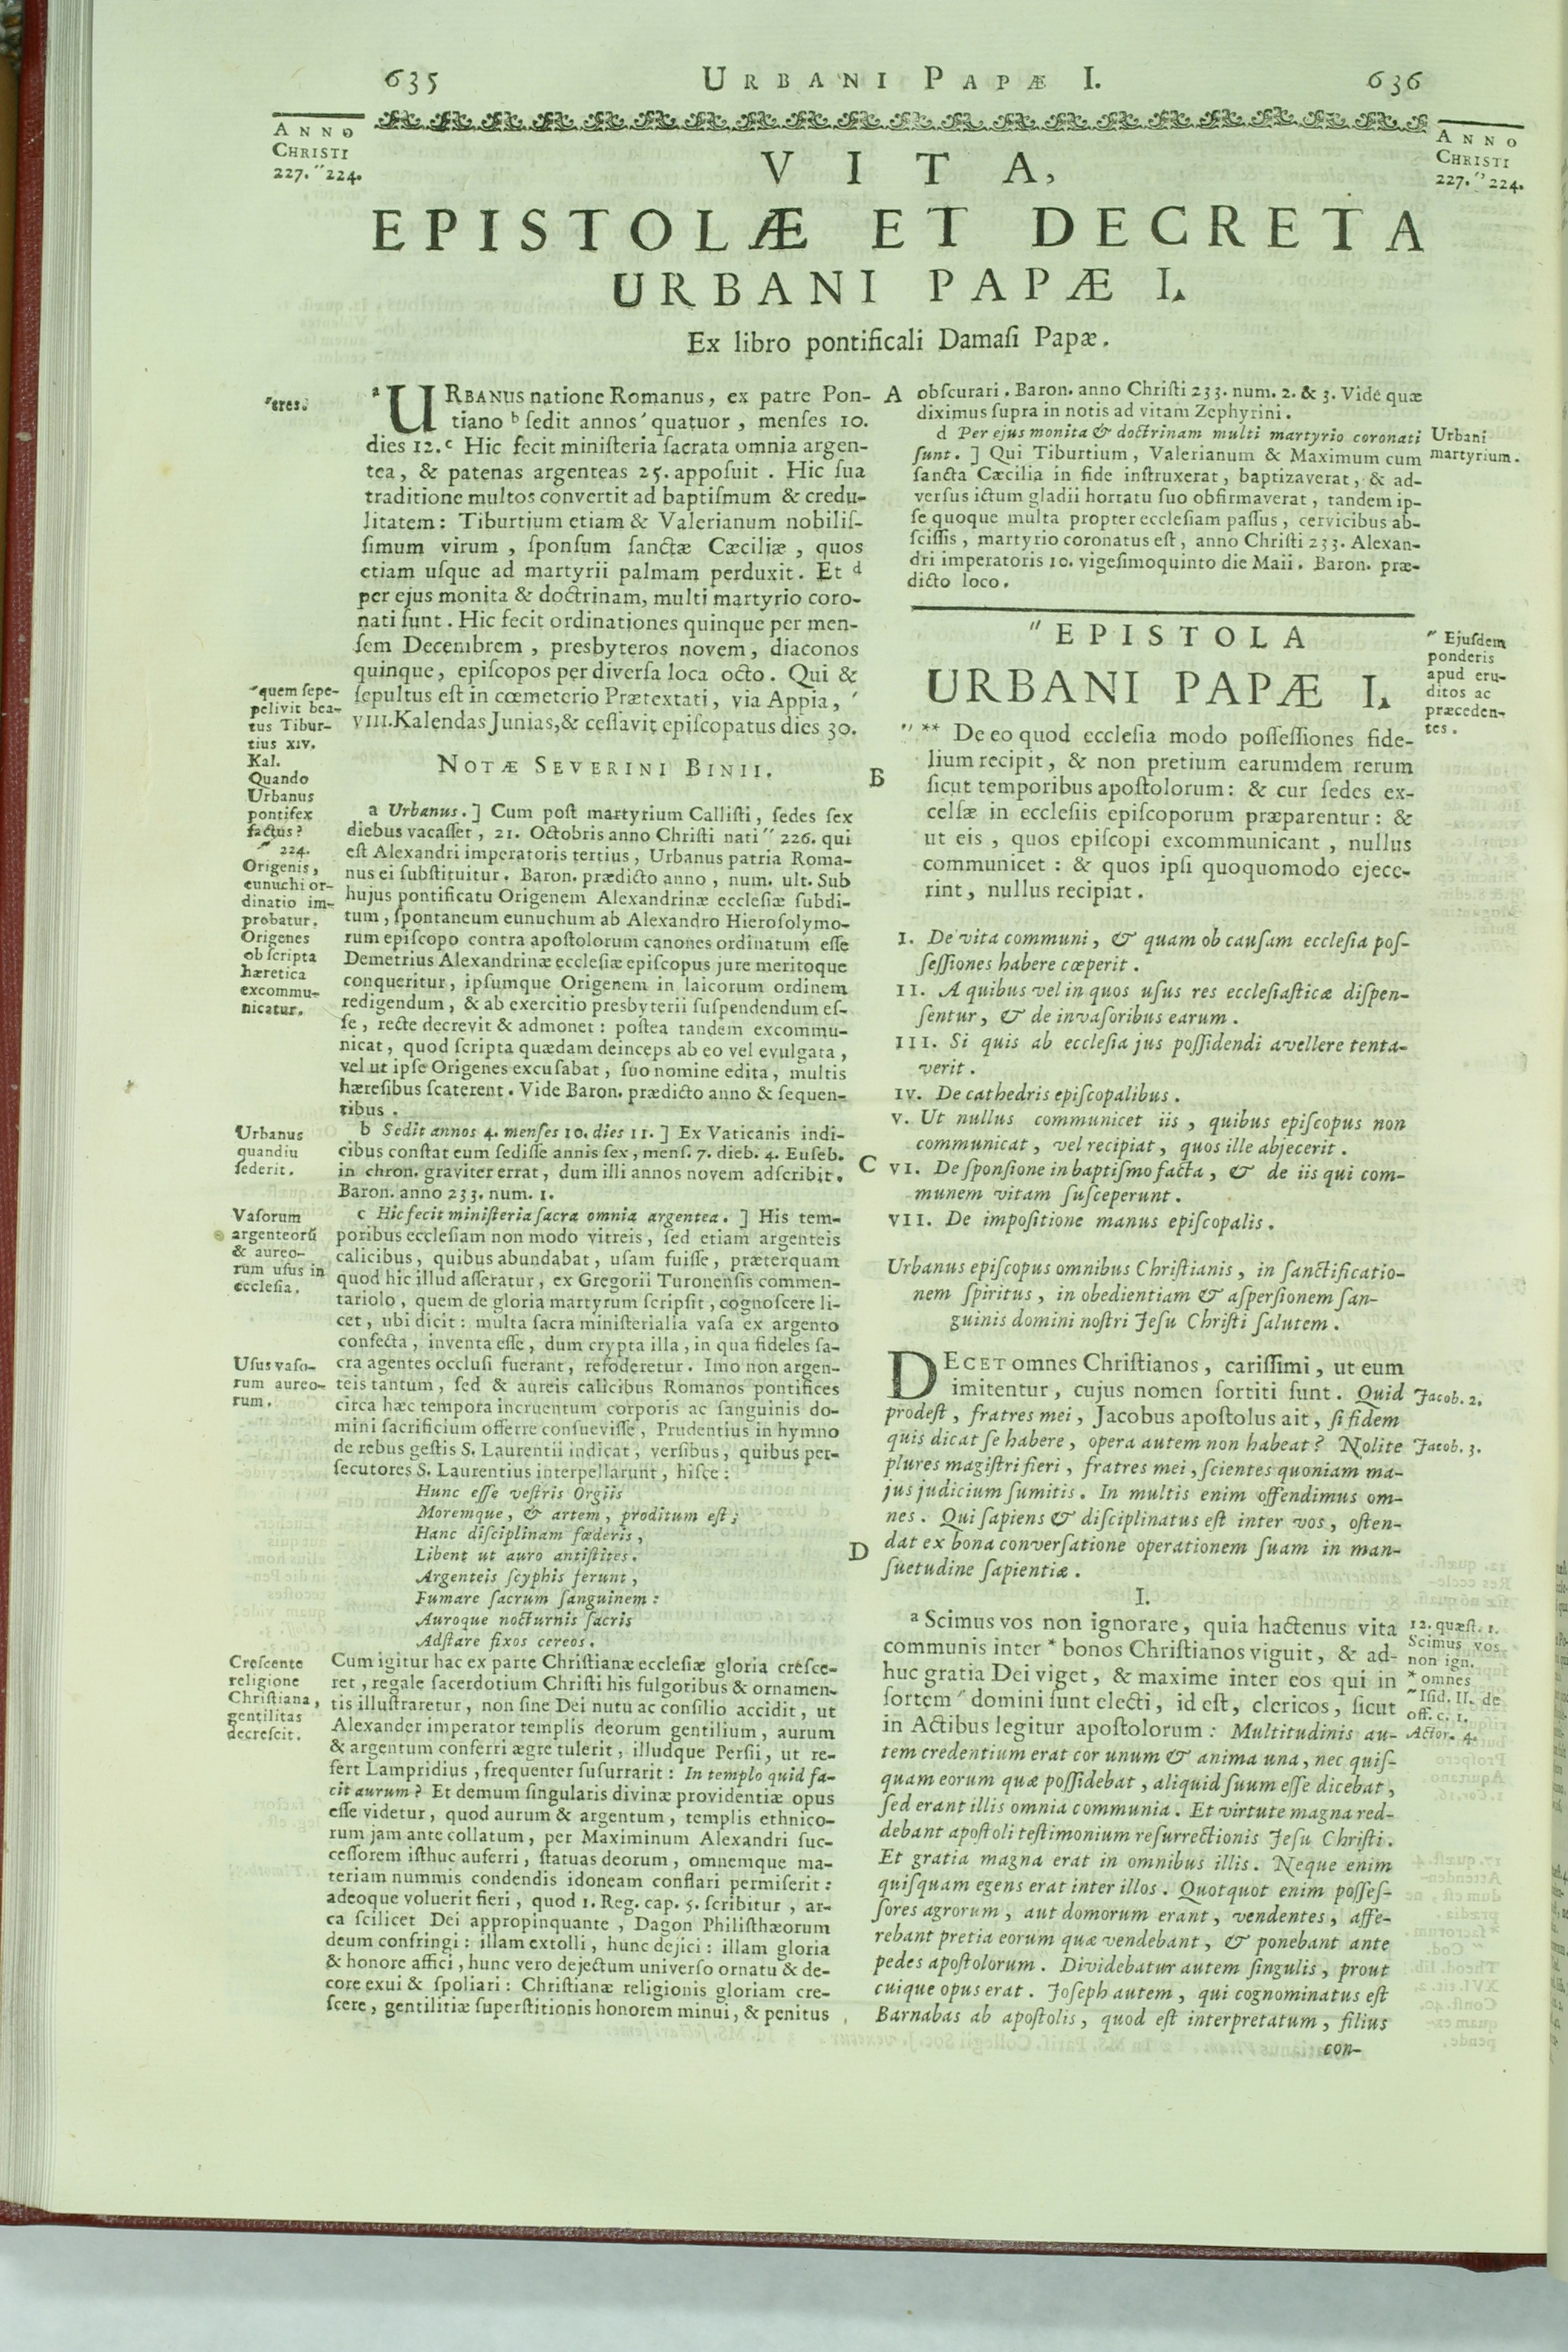 635
URBANI PAPÆ I.
636
ANNO
CHRISTI
227. ″224.
ANNO
CHRISTI
227. ″224.
VITA,
EPISTOLÆ ET DECRETA
URBANI PAPÆ I.
Ex libro pontificali Damaſi Papæ.
′tres.
a URBANUS natione Romanus, ex patre Pon-
tiano b ſedit annos ′ quatuor, menſes 10.
dies 12. c Hic fecit miniſteria ſacrata omnia argen-
tea, & patenas argenteas 25. appoſuit. Hic ſua
traditione multos convertit ad baptiſmum & credu-
litatem: Tiburtium etiam & Valerianum nobiliſ-
ſimum virum, ſponſum ſanctæ Cæciliæ, quos
etiam uſque ad martyrii palmam perduxit. Et d
per ejus monita & doctrinam, multi martyrio coro-
nati ſunt. Hic fecit ordinationes quinque per men-
ſem Decembrem, presbyteros novem, diaconos
quinque, epiſcopos per diverſa loca octo. Qui &
ſepultus eſt in cœmeterio Prætextati, via Appia, ′
VIII. Kalendas Junias, & ceſſavit epiſcopatus dies 30.
′quem ſepe-
pelivit bea-
tus Tibur-
tius XIV.
Kal.
Quando
Urbanus
pontifex
factus?
″ 224.
Origenis,
eunuchi or-
dinatio im-
probatur.
Origenes
ob ſcripta
hæretica
excommu-
nicatur.
NOTÆ SEVERINI BINII.
a Urbanus. ] Cum poſt martyrium Calliſti, ſedes ſex
diebus vacaſſet, 21. Octobris anno Chriſti nati ″ 226. qui
eſt Alexandri imperatoris tertius, Urbanus patria Roma-
nus ei ſubſtituitur. Baron. prædicto anno, num. ult. Sub
hujus pontificatu Origenem Alexandrinæ eccleſiæ ſubdi-
tum, ſpontaneum eunuchum ab Alexandro Hieroſolymo-
rum epiſcopo contra apoſtolorum canones ordinatum eſſe
Demetrius Alexandrinæ eccleſiæ epiſcopus jure meritoque
conqueritur, ipſumque Origenem in laicorum ordinem
redigendum, & ab exercitio presbyterii ſuſpendendum eſ-
ſe, recte decrevit & admonet: poſtea tandem excommu-
nicat, quod ſcripta quædam deinceps ab eo vel evulgata,
vel ut ipſe Origenes excuſabat, ſuo nomine edita, multis
hæreſibus ſcaterent. Vide Baron. prædicto anno & ſequen-
tibus.
Urbanus
quandiu
ſederit.
b Sedit annos 4. menſes 10. dies 11. ] Ex Vaticanis indi-
cibus conſtat eum ſediſſe annis ſex, menſ. 7. dieb. 4. Euſeb.
in chron. graviter errat, dum illi annos novem adſcribit.
Baron. anno 233. num. 1.
Vaſorum
argenteorũ
& aureo-
rum uſus in
eccleſia.
c Hic fecit miniſteria ſacra omnia argentea. ] His tem-
poribus eccleſiam non modo vitreis, ſed etiam argenteis
calicibus, quibus abundabat, uſam fuiſſe, præterquam
quod hic illud aſſeratur, ex Gregorii Turonenſis commen-
tariolo, quem de gloria martyrum ſcripſit, cognoſcere li-
cet, ubi dicit: multa ſacra miniſterialia vaſa ex argento
confecta, inventa eſſe, dum crypta illa, in qua fideles ſa-
cra agentes occluſi fuerant, refoderetur. Imo non argen-
teis tantum, ſed & aureis calicibus Romanos pontifices
circa hæc tempora incruentum corporis ac ſanguinis do-
mini ſacrificium offerre conſueviſſe, Prudentius in hymno
de rebus geſtis S. Laurentii indicat, verſibus, quibus per-
ſecutores S. Laurentius interpellarunt, hiſce:
Uſus vaſo-
rum aureo-
rum.
Hunc eſſe veſtris Orgiis
Moremque, & artem, proditum eſt;
Hanc diſciplinam fœderis,
Libent ut auro antiſtites.
Argenteis ſcyphis ferunt,
Fumare ſacrum ſanguinem:
Auroque nocturnis ſacris
Adſtare fixos cereos.
Creſcente
religione
Chriſtiana,
gentilitas
decreſcit.
Cum igitur hac ex parte Chriſtianæ eccleſiæ gloria creſce-
ret, regale ſacerdotium Chriſti his fulgoribus & ornamen-
tis illuſtraretur, non ſine Dei nutu ac conſilio accidit, ut
Alexander imperator templis deorum gentilium, aurum
& argentum conferri ægre tulerit, illudque Perſii, ut re-
fert Lampridius, frequenter ſuſurrarit: In templo quid fa-
cit aurum? Et demum ſingularis divinæ providentiæ opus
eſſe videtur, quod aurum & argentum, templis ethnico-
rum jam ante collatum, per Maximinum Alexandri ſuc-
ceſſorem iſthuc auferri, ſtatuas deorum, omnemque ma-
teriam nummis condendis idoneam conflari permiſerit:
adeoque voluerit fieri, quod 1. Reg. cap. 5. ſcribitur, ar-
ca ſcilicet Dei appropinquante, Dagon Philiſthæorum
deum confringi: illam extolli, hunc dejici: illam gloria
& honore affici, hunc vero dejectum univerſo ornatu & de-
core exui & ſpoliari: Chriſtianæ religionis gloriam cre-
ſcere, gentilitiæ ſuperſtitionis honorem minui, & penitus
A
B
C
D
obſcurari. Baron. anno Chriſti 233. num. 2. & 3. Vide quæ
diximus ſupra in notis ad vitam Zephyrini.
d Per ejus monita & doctrinam multi martyrio coronati
ſunt. ] Qui Tiburtium, Valerianum & Maximum cum
ſancta Cæcilia in fide inſtruxerat, baptizaverat, & ad-
verſus ictum gladii hortatu ſuo obfirmaverat, tandem ip-
ſe quoque multa propter eccleſiam paſſus, cervicibus ab-
ſciſſis, martyrio coronatus eſt, anno Chriſti 233. Alexan-
dri imperatoris 10. vigeſimoquinto die Maii. Baron. præ-
dicto loco.
Urbani
martyrium.
″ EPISTOLA
URBANI PAPÆ I.
″ Ejuſdem
ponderis
apud eru-
ditos ac
præceden-
tes.
″ ** De eo quod eccleſia modo poſſeſſiones fide-
lium recipit, & non pretium earumdem rerum
ſicut temporibus apoſtolorum: & cur ſedes ex-
celſæ in eccleſiis epiſcoporum præparentur: &
ut eis, quos epiſcopi excommunicant, nullus
communicet: & quos ipſi quoquomodo ejece-
rint, nullus recipiat.
I. De vita communi, & quam ob cauſam eccleſia poſ-
ſeſſiones habere cœperit.
II. A quibus vel in quos uſus res eccleſiaſticæ diſpen-
ſentur, & de invaſoribus earum.
III. Si quis ab eccleſia jus poſſidendi avellere tenta-
verit.
IV. De cathedris epiſcopalibus.
V. Ut nullus communicet iis, quibus epiſcopus non
communicat, vel recipiat, quos ille abjecerit.
VI. De ſponſione in baptiſmo facta, & de iis qui com-
munem vitam ſuſceperunt.
VII. De impoſitione manus epiſcopalis.
Urbanus epiſcopus omnibus Chriſtianis, in ſanctificatio-
nem ſpiritus, in obedientiam & aſperſionem ſan-
guinis domini noſtri Jeſu Chriſti ſalutem.
DECET omnes Chriſtianos, cariſſimi, ut eum
imitentur, cujus nomen ſortiti ſunt. Quid
prodeſt, fratres mei, Jacobus apoſtolus ait, ſi fidem
quis dicat ſe habere, opera autem non habeat? Nolite
plures magiſtri fieri, fratres mei, ſcientes quoniam ma-
jus judicium ſumitis. In multis enim offendimus om-
nes. Qui ſapiens & diſciplinatus eſt inter vos, oſten-
dat ex bona converſatione operationem ſuam in man-
ſuetudine ſapientiæ.
Jacob. 2.
Jacob. 3.
I.
a Scimus vos non ignorare, quia hactenus vita
communis inter * bonos Chriſtianos viguit, & ad-
huc gratia Dei viget, & maxime inter eos qui in
ſortem ″ domini ſunt electi, id eſt, clericos, ſicut
in Actibus legitur apoſtolorum: Multitudinis au-
tem credentium erat cor unum & anima una, nec quiſ-
quam eorum quæ poſſidebat, aliquid ſuum eſſe dicebat,
ſed erant illis omnia communia. Et virtute magna red-
debant apoſtoli teſtimonium reſurrectionis Jeſu Chriſti.
Et gratia magna erat in omnibus illis. Neque enim
quiſquam egens erat inter illos. Quotquot enim poſſeſ-
ſores agrorum, aut domorum erant, vendentes, affe-
rebant pretia eorum quæ vendebant, & ponebant ante
pedes apoſtolorum. Dividebatur autem ſingulis, prout
cuique opus erat. Joſeph autem, qui cognominatus eſt
Barnabas ab apoſtolis, quod eſt interpretatum, filius
con-
12. quæſt. 1.
Scimus vos
non ign.
* omnes
″ Iſid. II. de
off. c. 1.
Actor. 4.